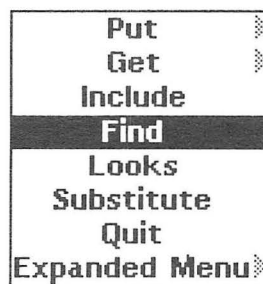 Put
Get
Include
Find
Looks
Substitute
Quit
Expanded Menu